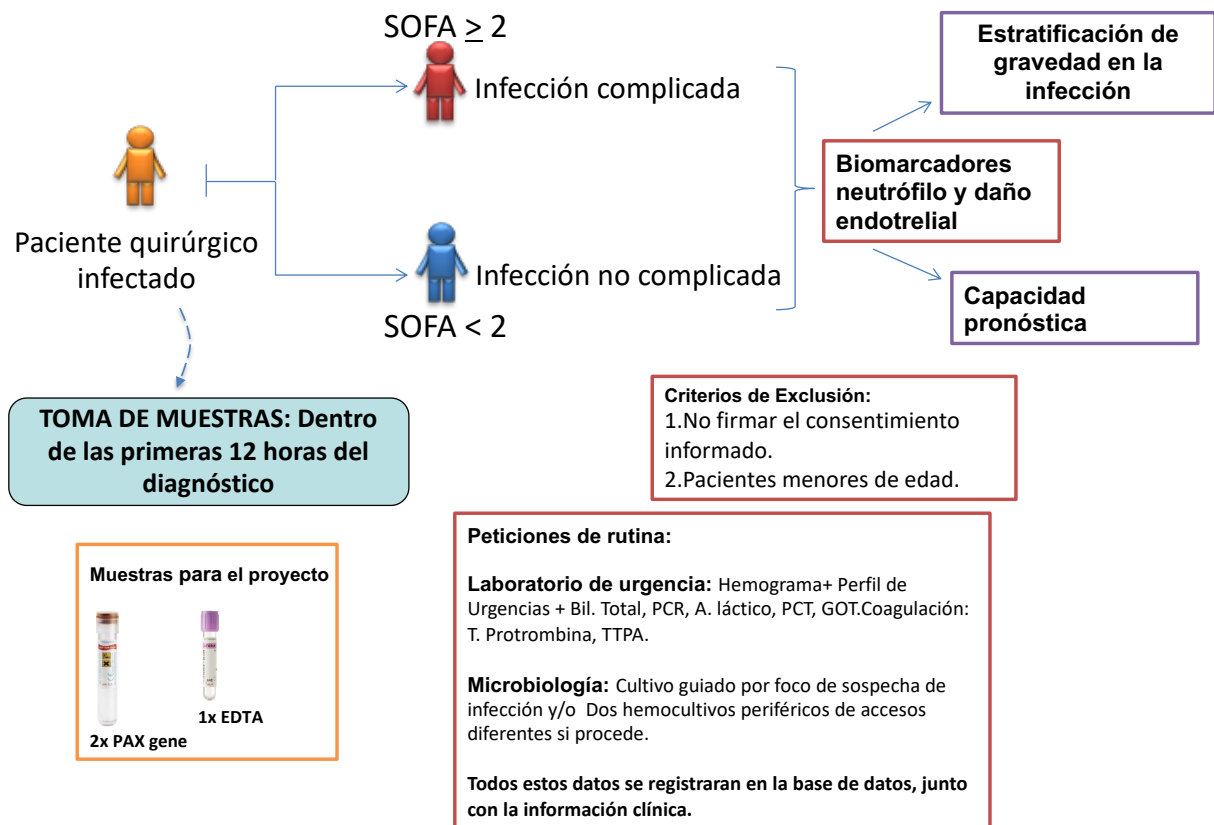 SOFA ≥ 2
Infección complicada
Paciente quirúrgico
infectado
Infección no complicada
SOFA < 2
Estratificación de
gravedad en la
infección
Biomarcadores
neutrófilo y daño
endotrelial
Capacidad
pronóstica
TOMA DE MUESTRAS: Dentro
de las primeras 12 horas del
diagnóstico
Criterios de Exclusión:
1.No firmar el consentimiento
informado.
2.Pacientes menores de edad.
Muestras para el proyecto
1x EDTA
2x PAX gene
Peticiones de rutina:
Laboratorio de urgencia: Hemograma+ Perfil de
Urgencias + Bil. Total, PCR, A. láctico, PCT, GOT.Coagulación:
T. Protrombina, TTPA.
Microbiología: Cultivo guiado por foco de sospecha de
infección y/o Dos hemocultivos periféricos de accesos
diferentes si procede.
Todos estos datos se registraran en la base de datos, junto
con la información clínica.